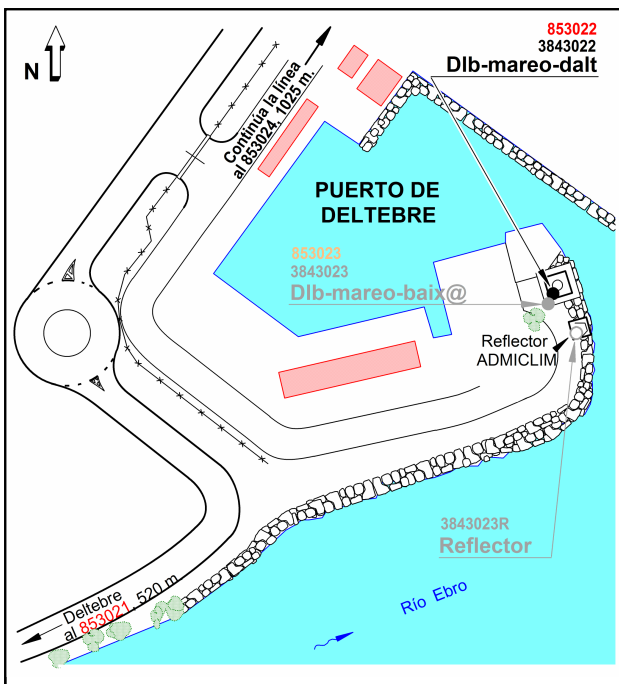 853022
3843022
Dlb-mareo-dalt
N
Continúa la línea
al 853024, 1025 m.
PUERTO DE
DELTEBRE
853023
3843023
Dlb-mareo-baix@
Reflector
ADMICLIM
3843023R
Reflector
Río Ebro
Deltebre
al 853021, 520 m